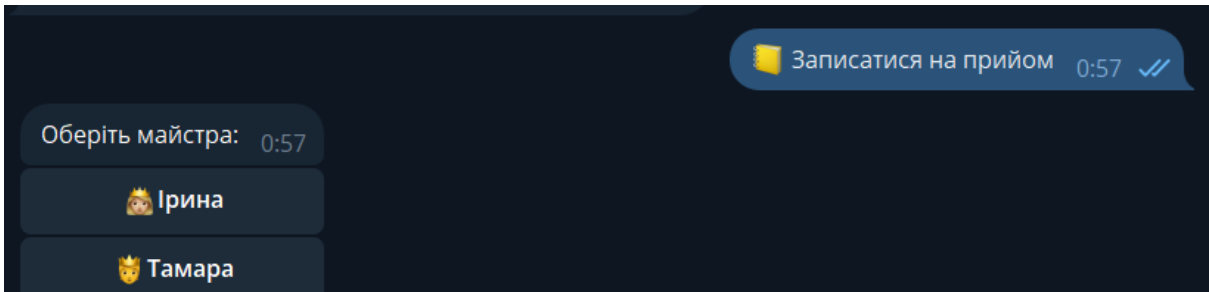 📒 Записатися на прийом 0:57
Оберіть майстра: 0:57
👸🏼Ірина
🤴Тамара